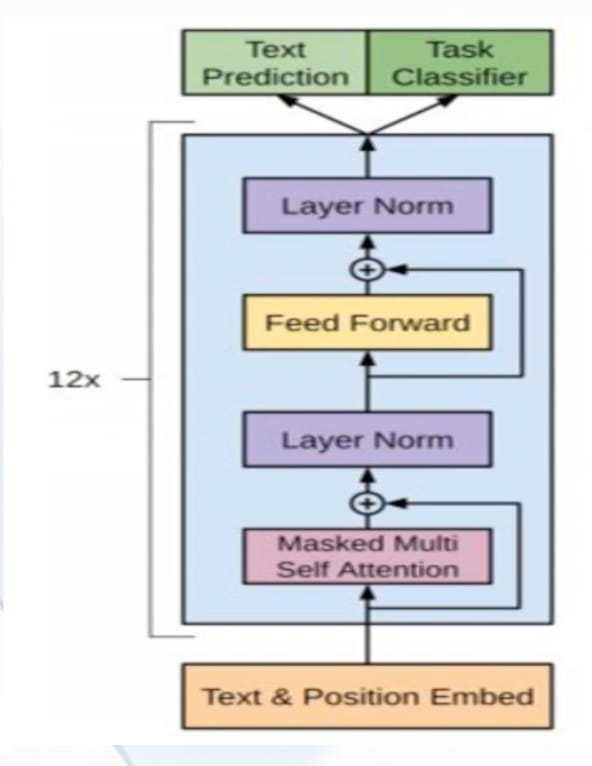 Text
Prediction
Task
Classifier
Layer Norm
+
Feed Forward
12x
Layer Norm
+
Masked Multi
Self Attention
Text & Position Embed